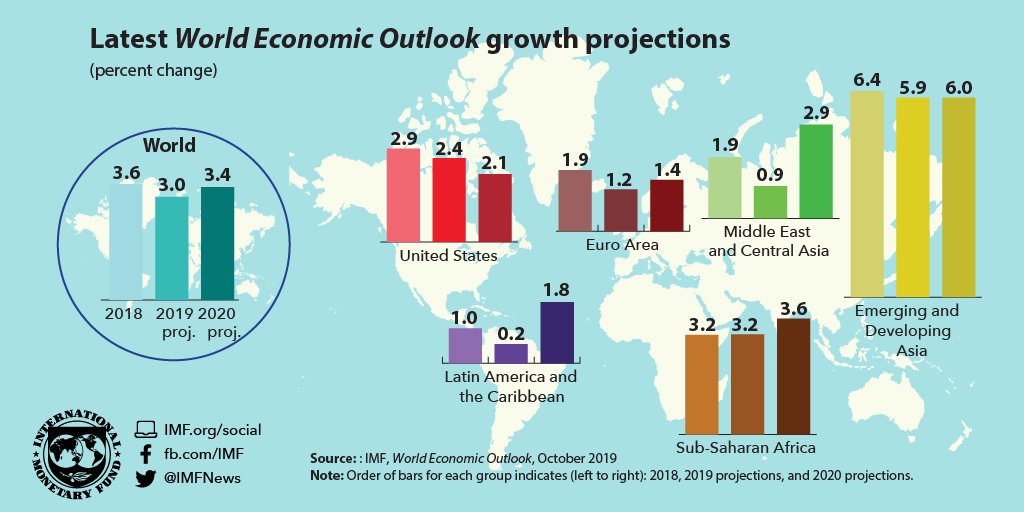 Latest World Economic Outlook growth projections
(percent change)
World
3.6
3.0
3.4
2018
2019
proj.
2020
proj.
2.9
2.4
2.1
United States
1.9
1.2
1.4
Euro Area
1.9
0.9
2.9
Middle East
and Central Asia
6.4
5.9
6.0
Emerging and
Developing
Asia
1.0
0.2
1.8
Latin America and
the Caribbean
3.2
3.2
3.6
Sub-Saharan Africa
INTERNATIONAL
MONETARY FUND
IMF.org/social
fb.com/IMF
@IMFNews
Source: : IMF, World Economic Outlook, October 2019
Note: Order of bars for each group indicates (left to right): 2018, 2019 projections, and 2020 projections.